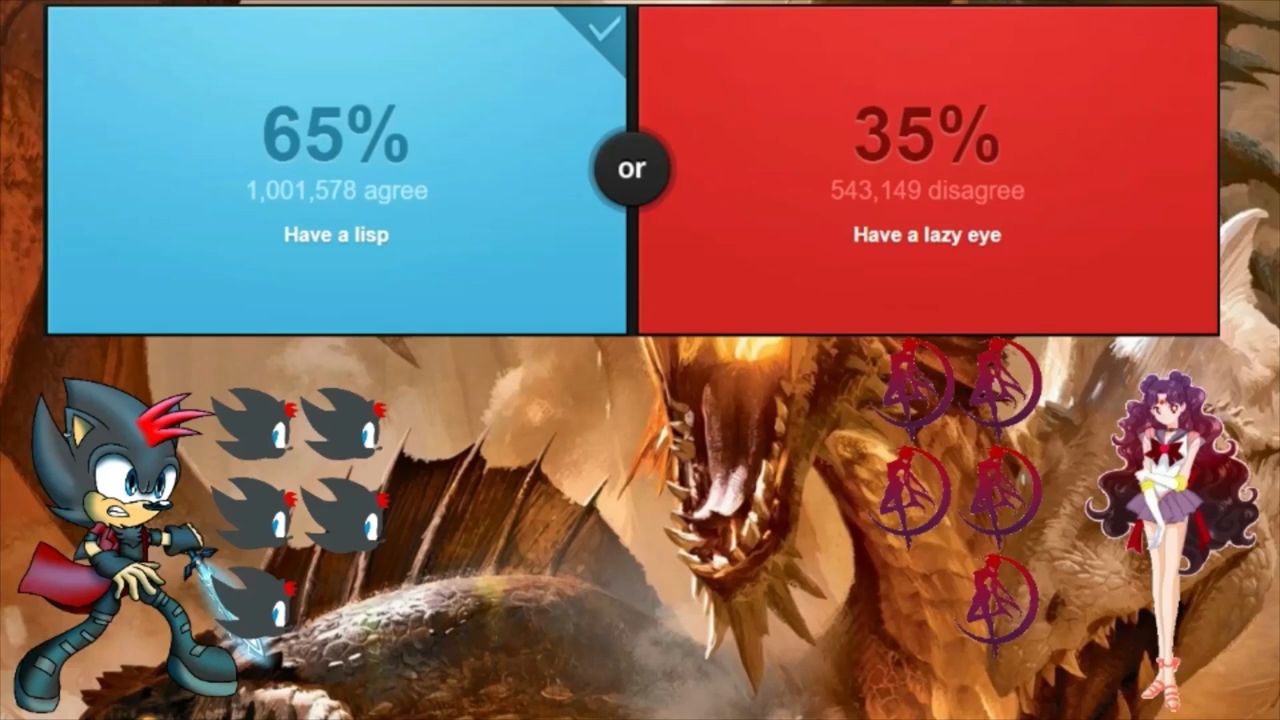 65%
1,001,578 agree
Have a lisp
or
35%
543,149 disagree
Have a lazy eye